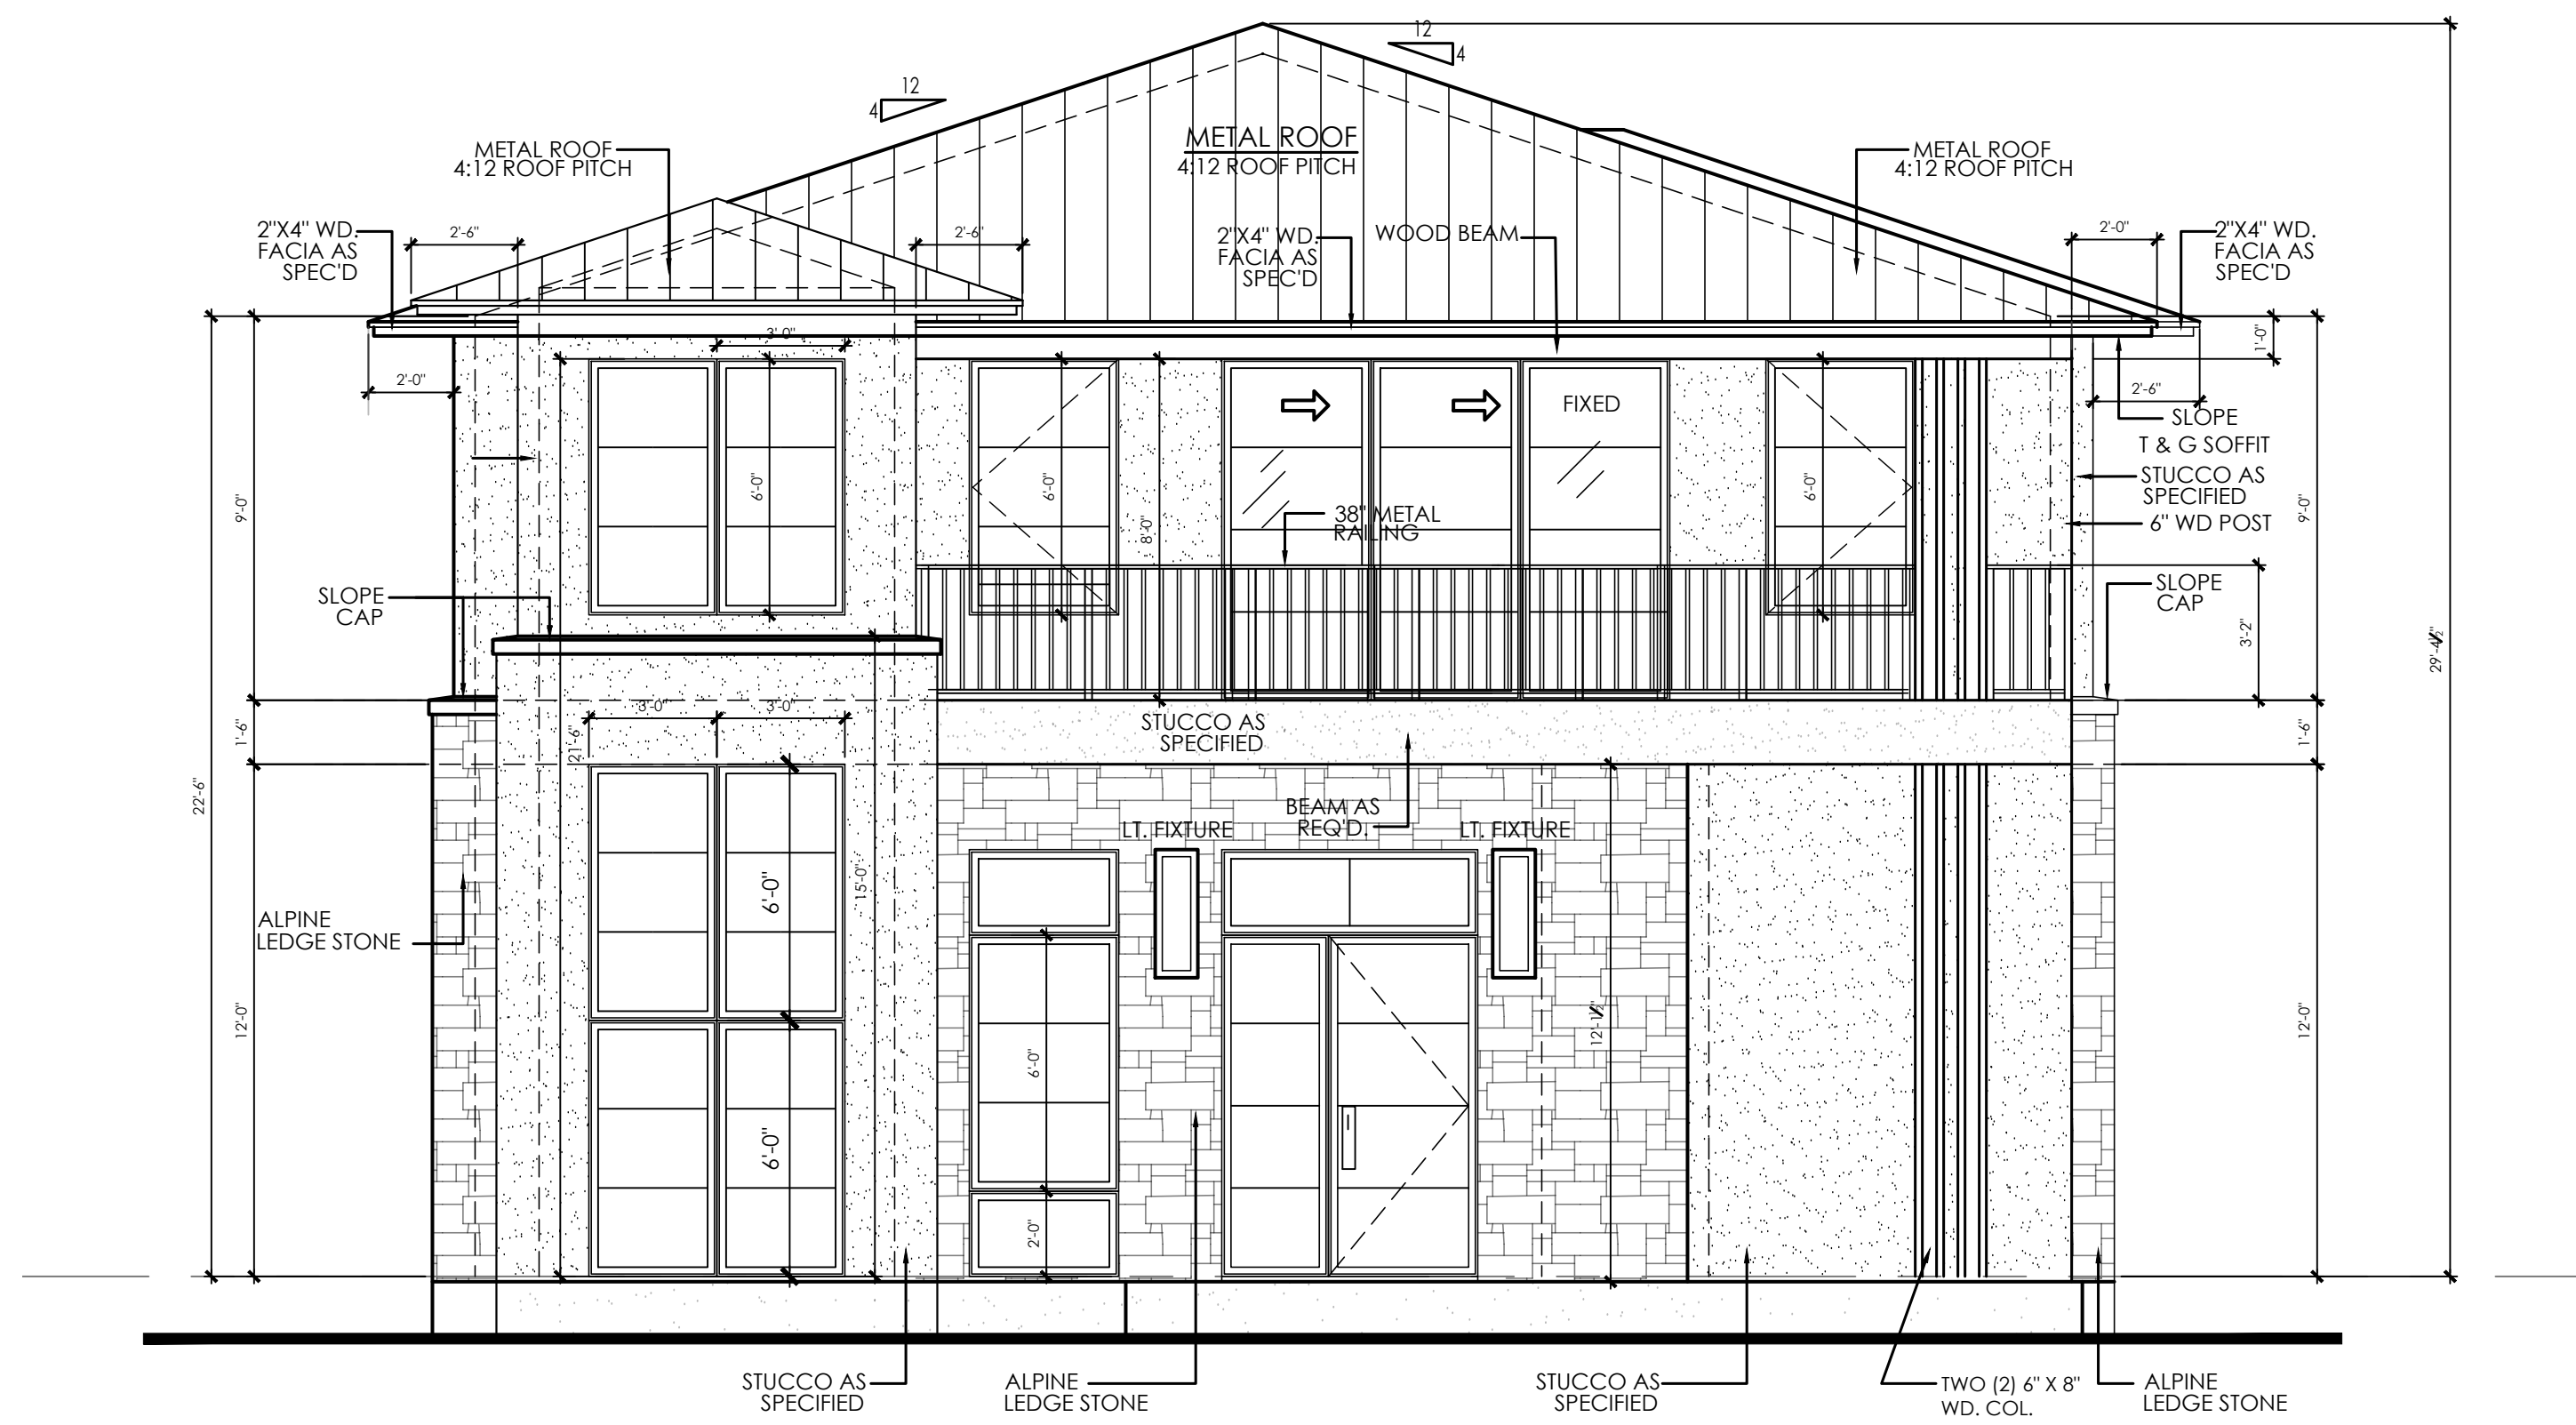 12
4
12
4
METAL ROOF
4:12 ROOF PITCH
METAL ROOF
4:12 ROOF PITCH
METAL ROOF
4:12 ROOF PITCH
2"X4" WD.
FACIA AS
SPEC'D
2'-6"
2'-6"
2"X4" WD.
FACIA AS
SPEC'D
WOOD BEAM
2'-0"
2"X4" WD.
FACIA AS
SPEC'D
3'-0"
1'-0"
2'-0"
2'-6"
FIXED
SLOPE
T & G SOFFIT
STUCCO AS
SPECIFIED
6" WD POST
9'-0"
6'-0"
6'-0"
8'-0"
6'-0"
9'-0"
38" METAL
RAILING
SLOPE
CAP
SLOPE
CAP
3'-2"
29'-4½"
3'-0"
3'-0"
21'-6"
1'-6"
STUCCO AS
SPECIFIED
1'-6"
22'-6"
BEAM AS
REQ'D.
LT. FIXTURE
LT. FIXTURE
6'-0"
15'-0"
ALPINE
LEDGE STONE
12'-0"
12'-1½"
12'-0"
6'-0"
6'-0"
2'-0"
STUCCO AS
SPECIFIED
ALPINE
LEDGE STONE
STUCCO AS
SPECIFIED
TWO (2) 6" X 8"
WD. COL.
ALPINE
LEDGE STONE